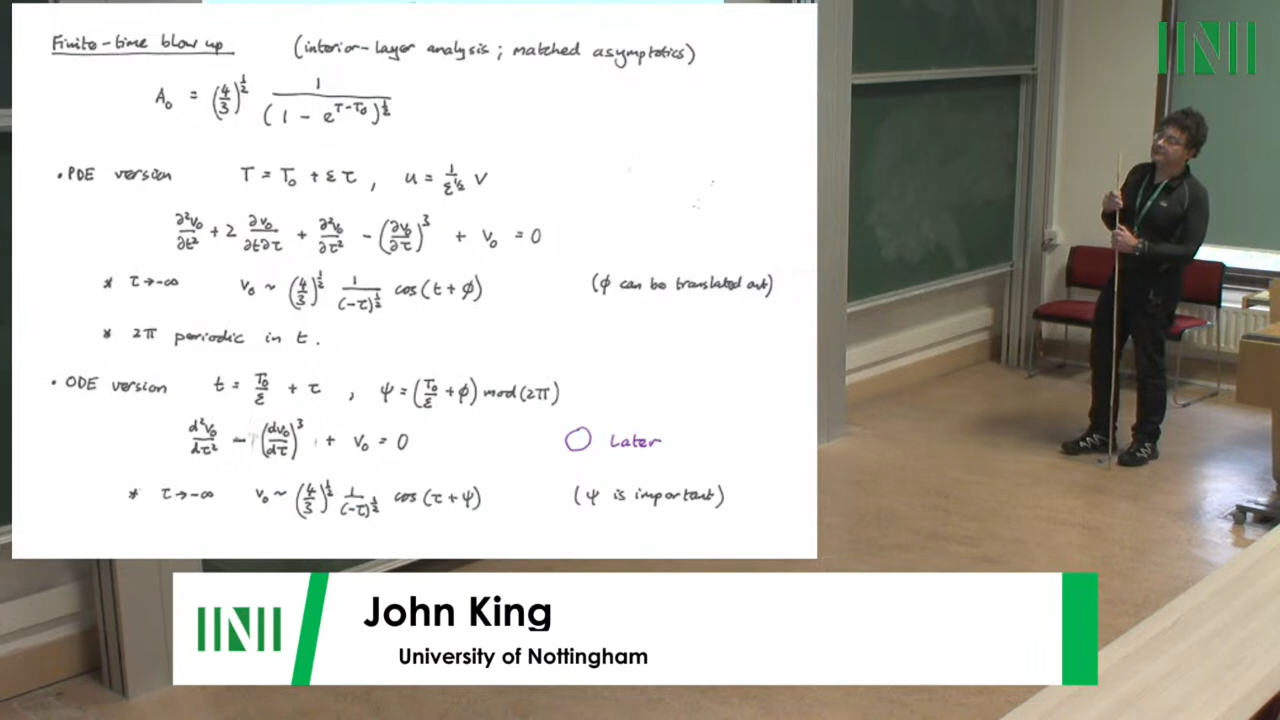 Finite-time blow up (interior-layer analysis; matched asymptotics)
A₀ = (4/3)^{1/2} 1/(1 - e^{T-T₀})^{1/2}
• PDE version T = T₀ + ετ , u = 1/ε^{1/2} V
∂²v₀/∂t² + 2 ∂v₀/∂t∂τ + ∂²v₀/∂τ² - (∂v₀/∂τ)³ + v₀ = 0
* τ→-∞ v₀ ~ (4/3)^{1/2} 1/(-τ)^{1/2} cos(t+φ) (φ can be translated out)
* 2π periodic in t.
• ODE version t = T₀/ε + τ , ψ = (T₀/ε + φ) mod(2π)
d²v₀/dτ² - (dv₀/dτ)³ + v₀ = 0 ○ Later
* τ→-∞ v₀ ~ (4/3)^{1/2} 1/(-τ)^{1/2} cos(τ+ψ) (ψ is important)
INI
INI
John King
University of Nottingham